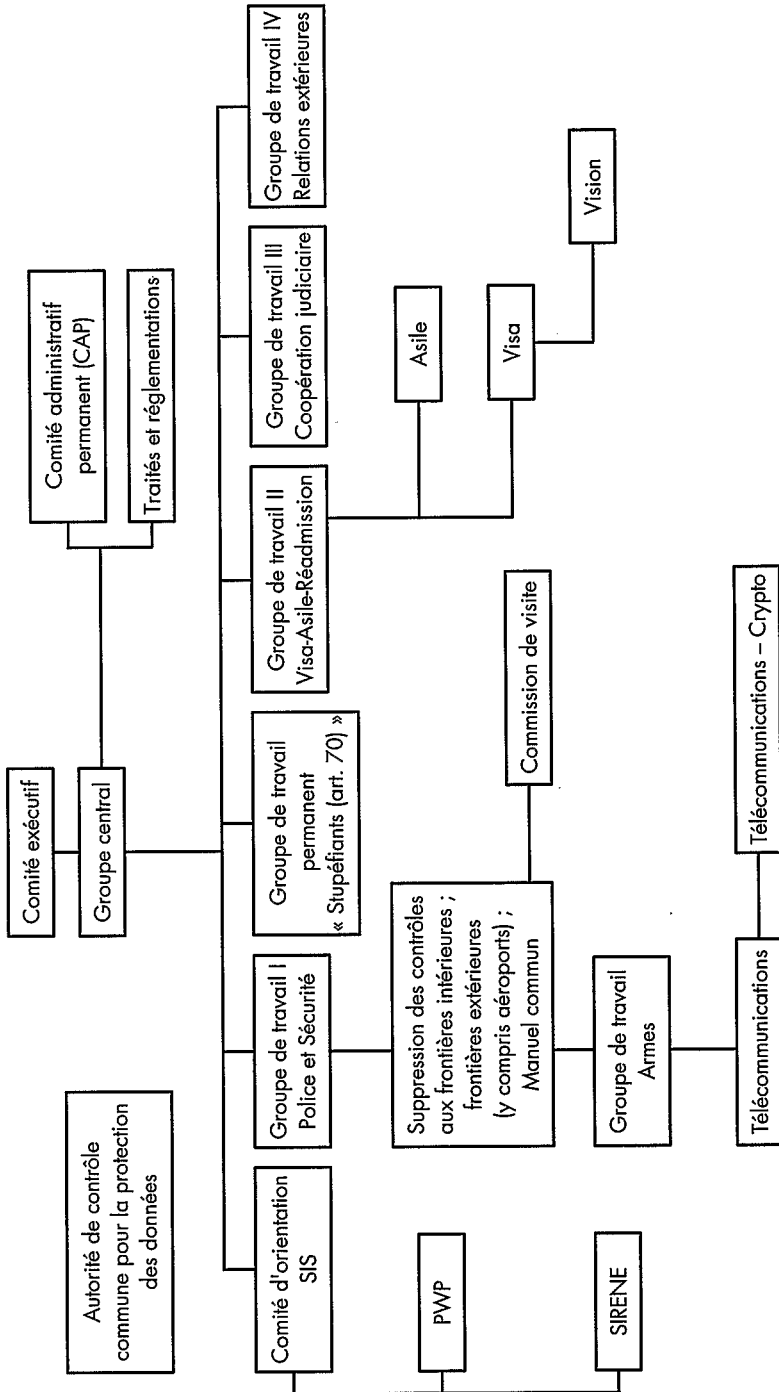 Comité exécutif
Groupe central
Comité administratif
permanent (CAP)
Traités et réglementations
Autorité de contrôle
commune pour la protection
des données
Comité d'orientation
SIS
Groupe de travail I
Police et Sécurité
Groupe de travail
permanent
« Stupéfiants (art. 70) »
Groupe de travail II
Visa-Asile-Réadmission
Groupe de travail III
Coopération judiciaire
Groupe de travail IV
Relations extérieures
PWP
SIRENE
Suppression des contrôles
aux frontières intérieures ;
frontières extérieures
(y compris aéroports) ;
Manuel commun
Commission de visite
Groupe de travail
Armes
Télécommunications
Télécommunications – Crypto
Asile
Visa
Vision